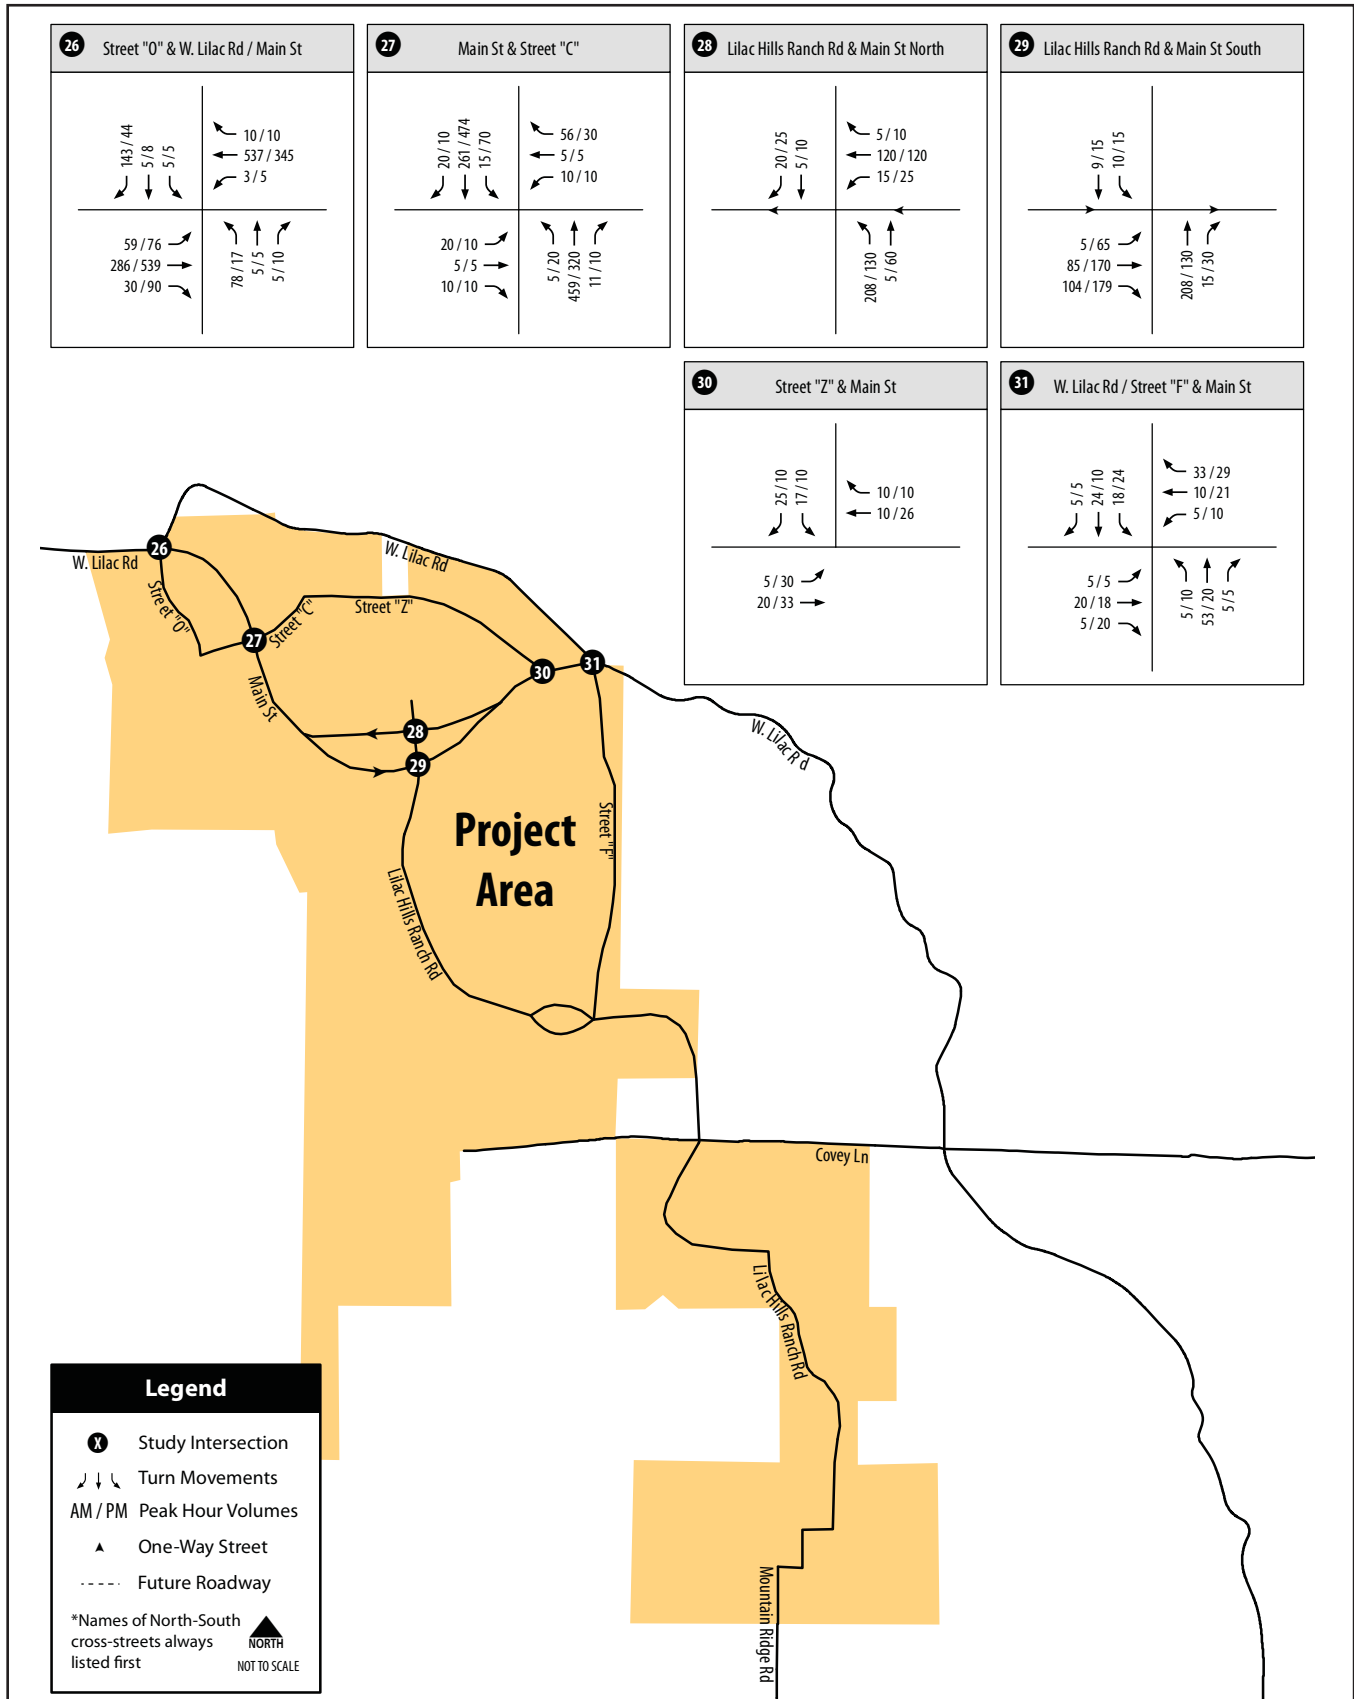 26 Street "O" & W. Lilac Rd / Main St
143 / 44
5 / 8
5 / 5
10 / 10
537 / 345
3 / 5
59 / 76
286 / 539
30 / 90
78 / 17
5 / 5
5 / 10
27 Main St & Street "C"
20 / 10
261 / 474
15 / 70
56 / 30
5 / 5
10 / 10
20 / 10
5 / 5
10 / 10
5 / 20
459 / 320
11 / 10
28 Lilac Hills Ranch Rd & Main St North
20 / 25
5 / 10
5 / 10
120 / 120
15 / 25
208 / 130
5 / 60
29 Lilac Hills Ranch Rd & Main St South
9 / 15
10 / 15
5 / 65
85 / 170
104 / 179
208 / 130
15 / 30
30 Street "Z" & Main St
25 / 10
17 / 10
10 / 10
10 / 26
5 / 30
20 / 33
31 W. Lilac Rd / Street "F" & Main St
5 / 5
24 / 10
18 / 24
33 / 29
10 / 21
5 / 10
5 / 5
20 / 18
5 / 20
5 / 10
53 / 20
5 / 5
26
W. Lilac Rd
W. Lilac Rd
Street "O"
27
Street "C"
Street "Z"
30
31
Main St
28
29
W. Lilac Rd
Project
Area
Street "F"
Lilac Hills Ranch Rd
Covey Ln
Lilac Hills Ranch Rd
Mountain Ridge Rd
Legend
X Study Intersection
Turn Movements
AM / PM Peak Hour Volumes
One-Way Street
Future Roadway
*Names of North-South
cross-streets always
listed first
NORTH
NOT TO SCALE